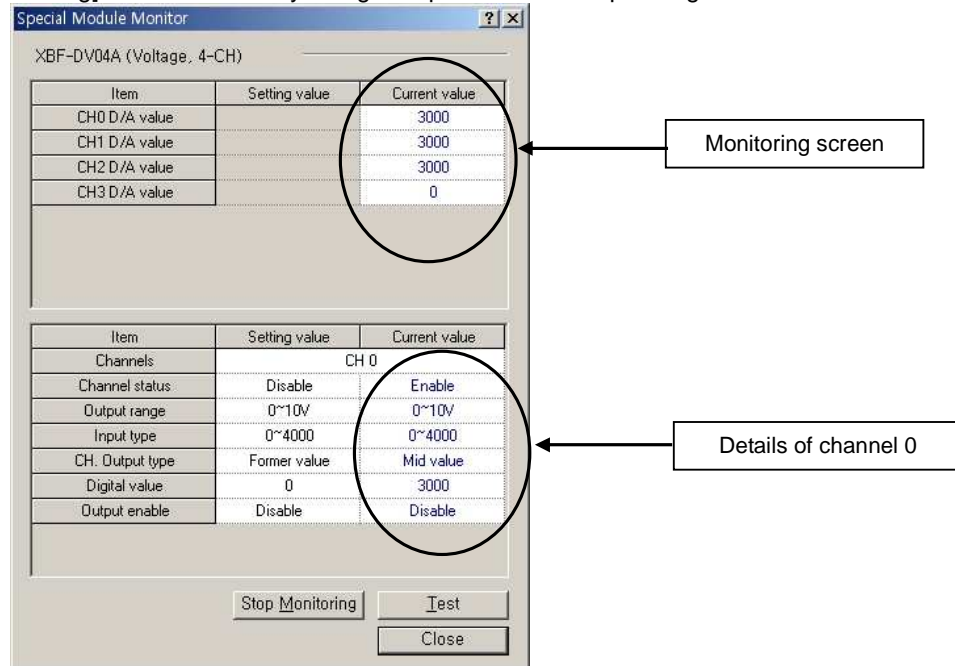 Special Module Monitor ? ×
XBF-DV04A (Voltage, 4-CH)
Item Setting value Current value
CH0 D/A value 3000
CH1 D/A value 3000
CH2 D/A value 3000
CH3 D/A value 0
Monitoring screen
Item Setting value Current value
Channels CH 0
Channel status Disable Enable
Output range 0~10V 0~10V
Input type 0~4000 0~4000
CH. Output type Former value Mid value
Digital value 0 3000
Output enable Disable Disable
Details of channel 0
Stop Monitoring Test
Close